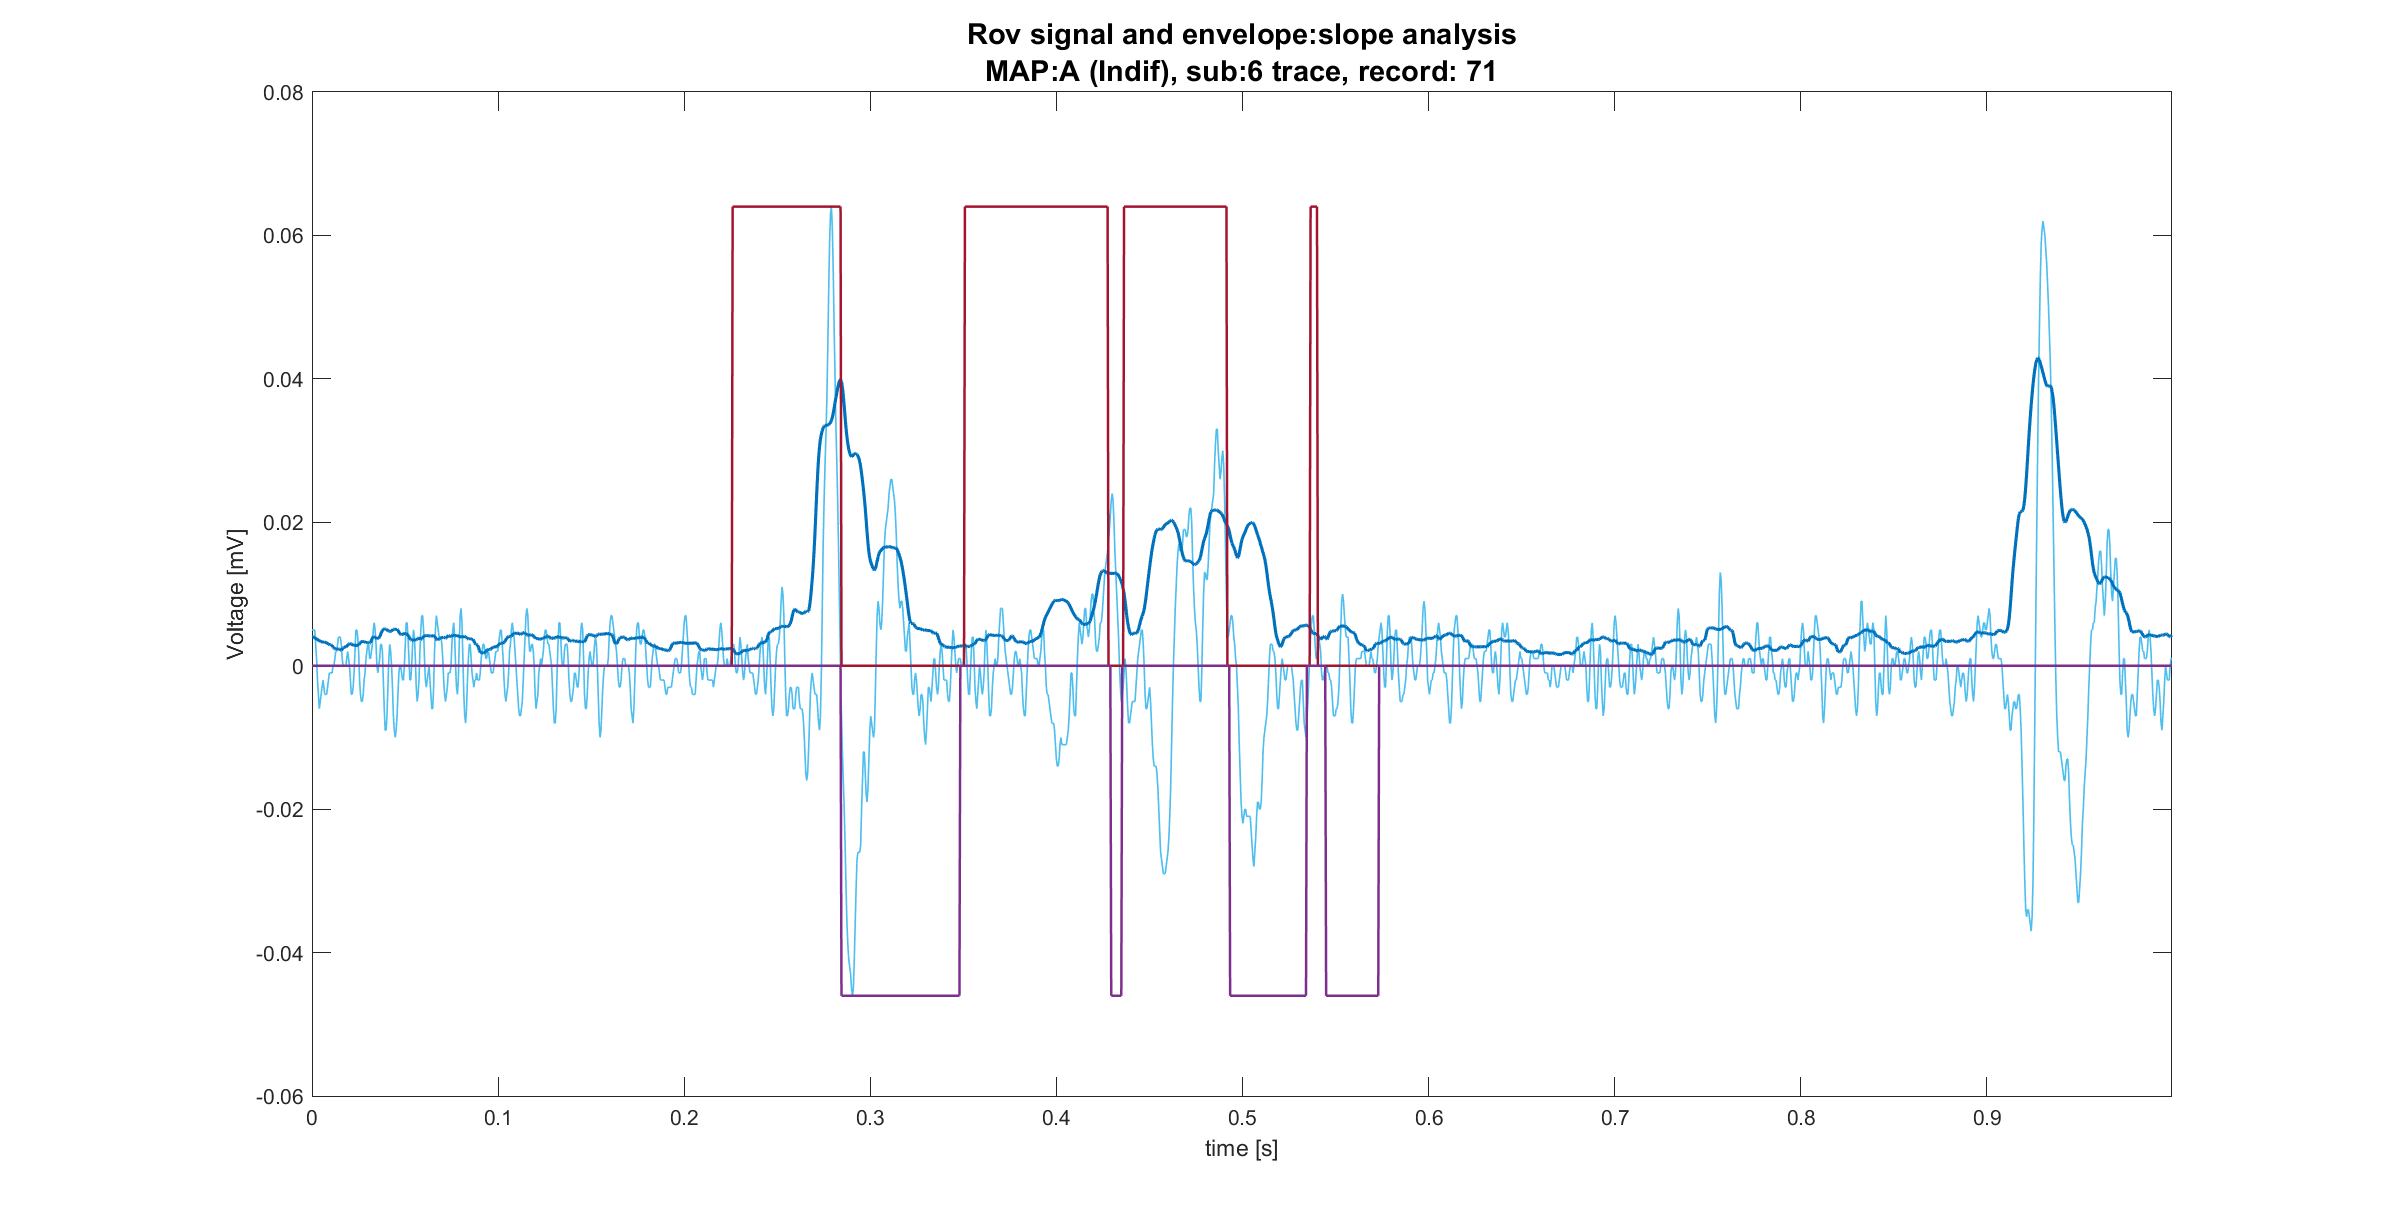 Rov signal and envelope:slope analysis
MAP:A (Indif), sub:6 trace, record: 71
0.08
0.06
0.04
0.02
0
-0.02
-0.04
-0.06
Voltage [mV]
0 0.1 0.2 0.3 0.4 0.5 0.6 0.7 0.8 0.9
time [s]